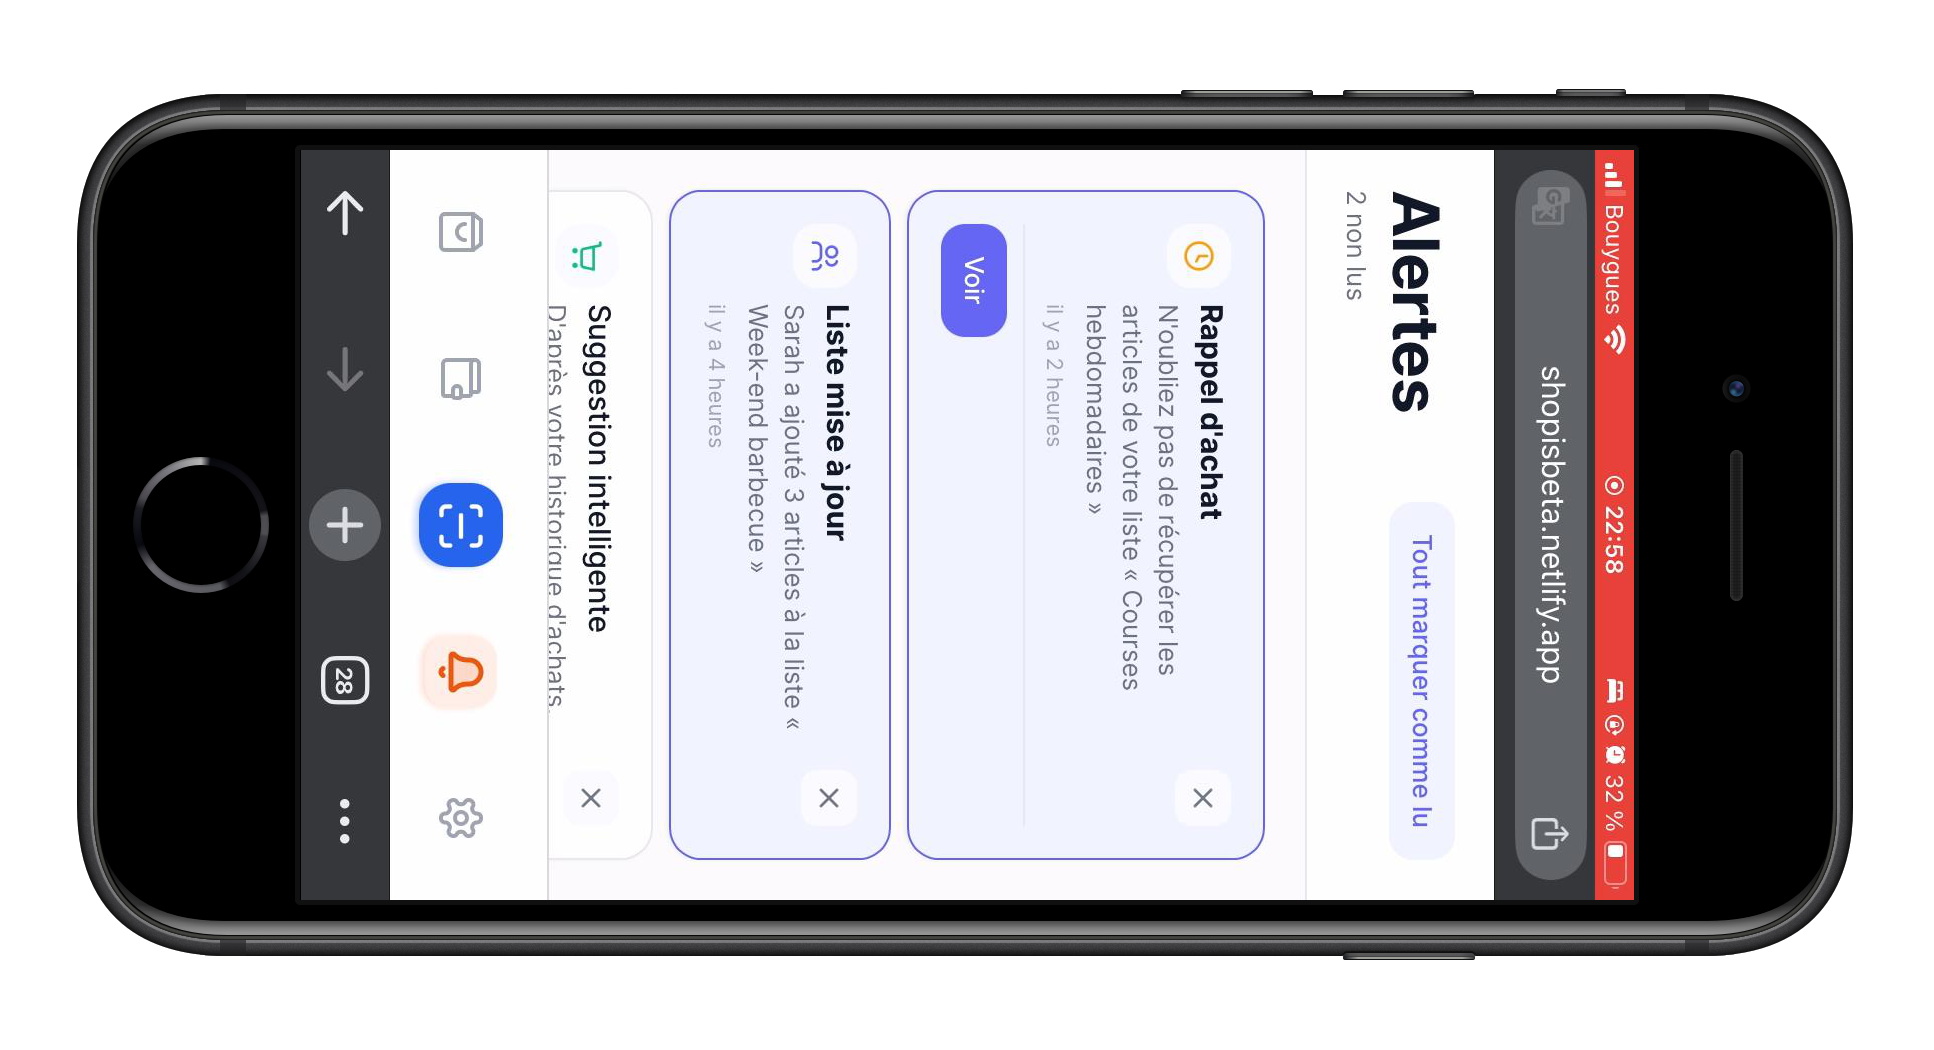 Bouygues 22:58 32 %
shopisbeta.netlify.app
Alertes
Tout marquer comme lu
2 non lus
Rappel d'achat
N'oubliez pas de récupérer les
articles de votre liste « Courses
hebdomadaires »
il y a 2 heures
Voir
Liste mise à jour
Sarah a ajouté 3 articles à la liste «
Week-end barbecue »
il y a 4 heures
Suggestion intelligente
D'après votre historique d'achats,
28